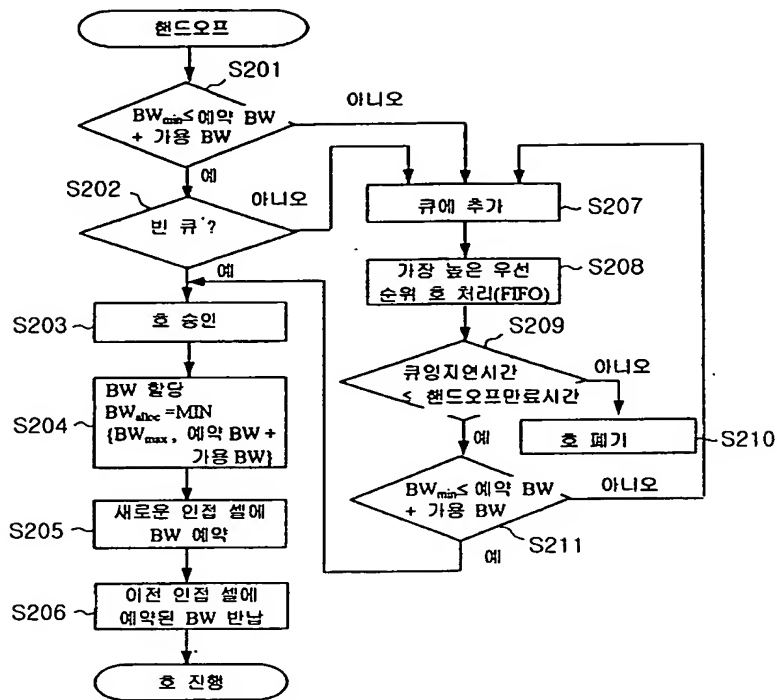 핸드오프
S201
BWmin≤ 예약 BW
+ 가용 BW
아니오
예
S202
빈 큐 ?
아니오
예
큐에 추가
S207
가장 높은 우선
순위 호 처리(FIFO)
S208
S209
S203
호 승인
큐잉지연시간
≤ 핸드오프만료시간
아니오
예
호 폐기
S210
S204
BW 할당
BWalloc =MIN
{BWmax , 예약 BW +
가용 BW}
BWmin≤ 예약 BW
+ 가용 BW
아니오
S211
예
S205
새로운 인접 셀에
BW 예약
S206
이전 인접 셀에
예약된 BW 반납
호 진행